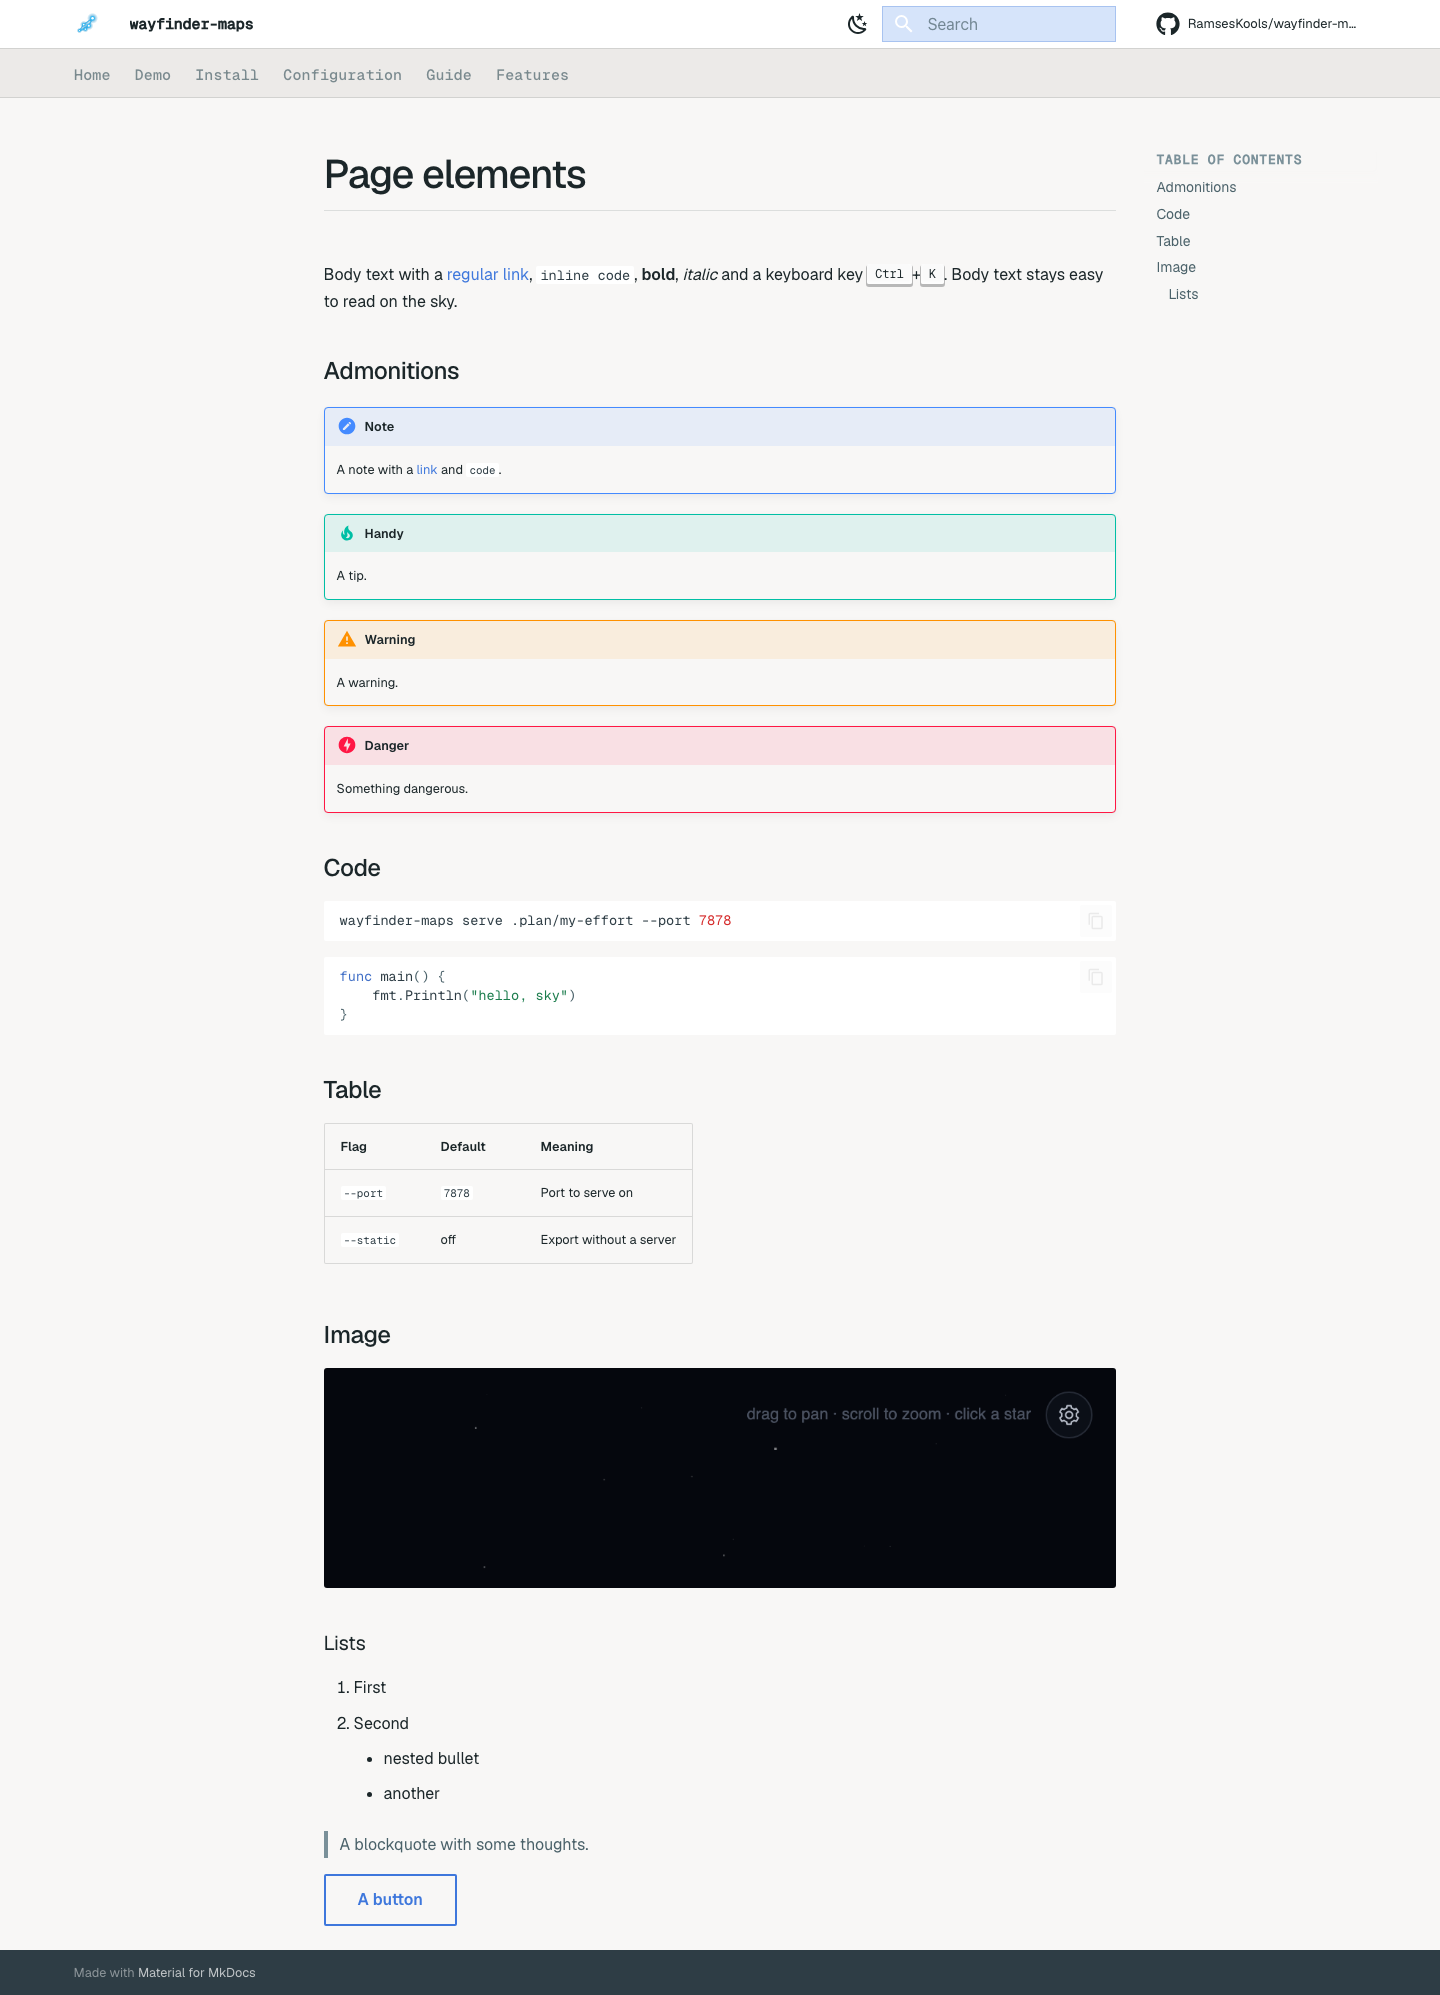 wayfinder-maps
Search
RamsesKools/wayfinder-m…
Home Demo Install Configuration Guide Features
Page elements
TABLE OF CONTENTS
Admonitions
Code
Table
Image
Lists
Body text with a regular link, inline code, bold, italic and a keyboard key Ctrl+K. Body text stays easy
to read on the sky.
Admonitions
Note
A note with a link and code.
Handy
A tip.
Warning
A warning.
Danger
Something dangerous.
Code
wayfinder-maps serve .plan/my-effort --port 7878
func main() {
fmt.Println("hello, sky")
}
Table
Flag Default Meaning
--port 7878 Port to serve on
--static off Export without a server
Image
drag to pan · scroll to zoom · click a star
Lists
1. First
2. Second
• nested bullet
• another
A blockquote with some thoughts.
A button
Made with Material for MkDocs